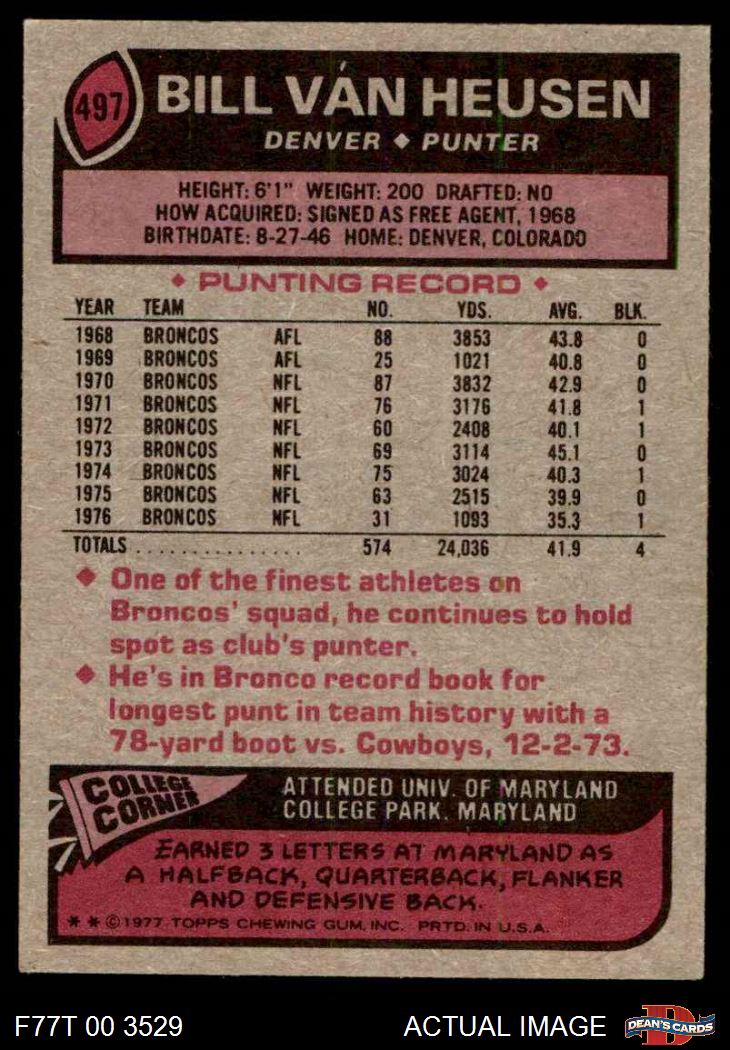 497
BILL VAN HEUSEN
DENVER ◆ PUNTER
HEIGHT: 6'1" WEIGHT: 200 DRAFTED: NO
HOW ACQUIRED: SIGNED AS FREE AGENT, 1968
BIRTHDATE: 8-27-46 HOME: DENVER, COLORADO
◆ PUNTING RECORD ◆
YEAR TEAM NO. YDS. AVG. BLK.
1968 BRONCOS AFL 88 3853 43.8 0
1969 BRONCOS AFL 25 1021 40.8 0
1970 BRONCOS NFL 87 3832 42.9 0
1971 BRONCOS NFL 76 3176 41.8 1
1972 BRONCOS NFL 60 2408 40.1 1
1973 BRONCOS NFL 69 3114 45.1 0
1974 BRONCOS NFL 75 3024 40.3 1
1975 BRONCOS NFL 63 2515 39.9 0
1976 BRONCOS NFL 31 1093 35.3 1
TOTALS . . . . . . . . . . . . . . . . 574 24,036 41.9 4
◆ One of the finest athletes on
Broncos' squad, he continues to hold
spot as club's punter.
◆ He's in Bronco record book for
longest punt in team history with a
78-yard boot vs. Cowboys, 12-2-73.
COLLEGE
CORNER
ATTENDED UNIV. OF MARYLAND
COLLEGE PARK, MARYLAND
EARNED 3 LETTERS AT MARYLAND AS
A HALFBACK, QUARTERBACK, FLANKER
AND DEFENSIVE BACK.
* * © 1977 TOPPS CHEWING GUM, INC. PRTD. IN U.S.A.
F77T 00 3529
ACTUAL IMAGE
D
DEAN'S CARDS